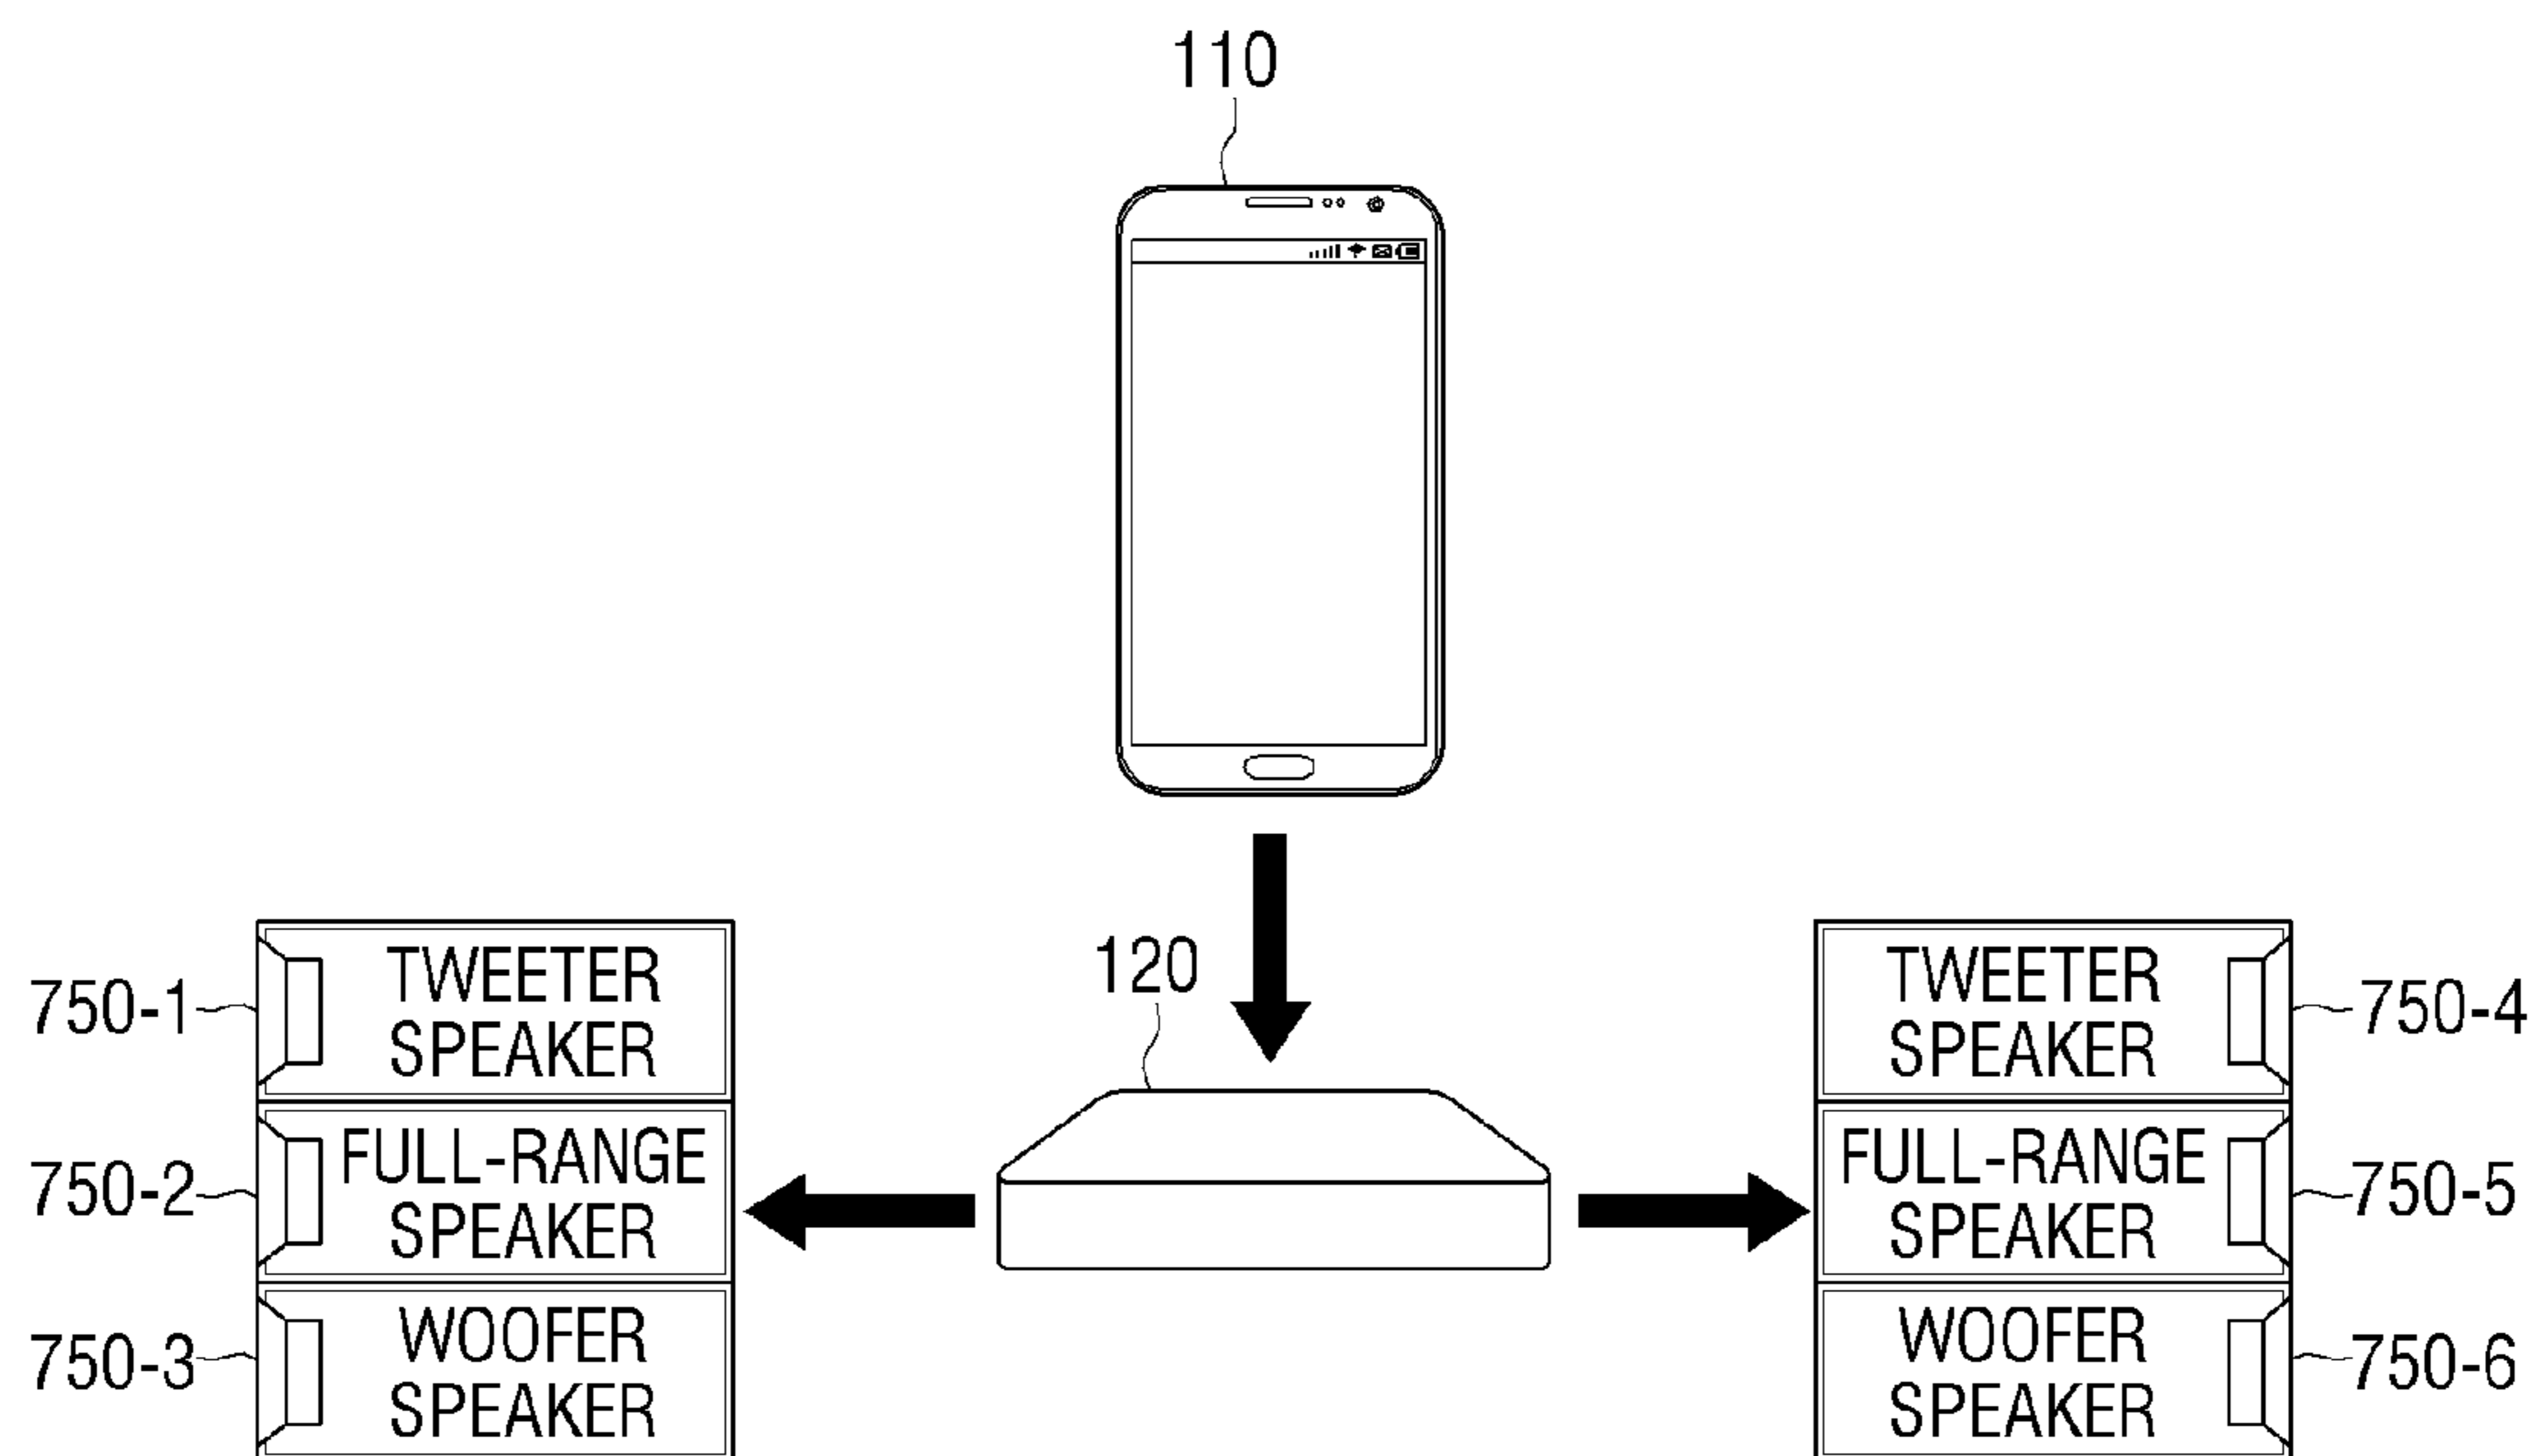 110
120
750-1
TWEETER
SPEAKER
750-2
FULL-RANGE
SPEAKER
750-3
WOOFER
SPEAKER
TWEETER
SPEAKER
750-4
FULL-RANGE
SPEAKER
750-5
WOOFER
SPEAKER
750-6